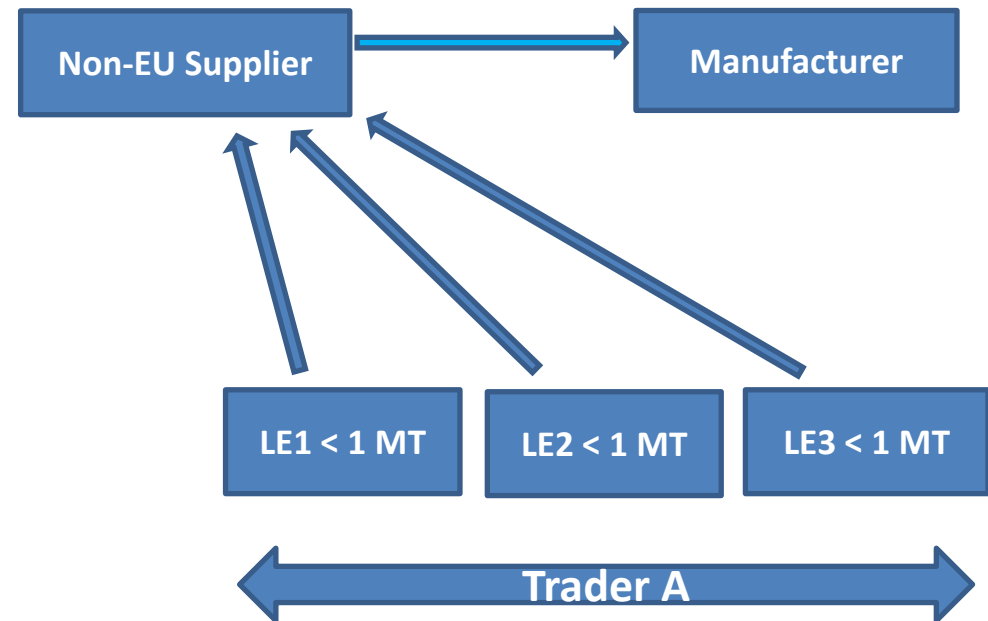 Non-EU Supplier
Manufacturer
LE1 < 1 MT
LE2 < 1 MT
LE3 < 1 MT
Trader A